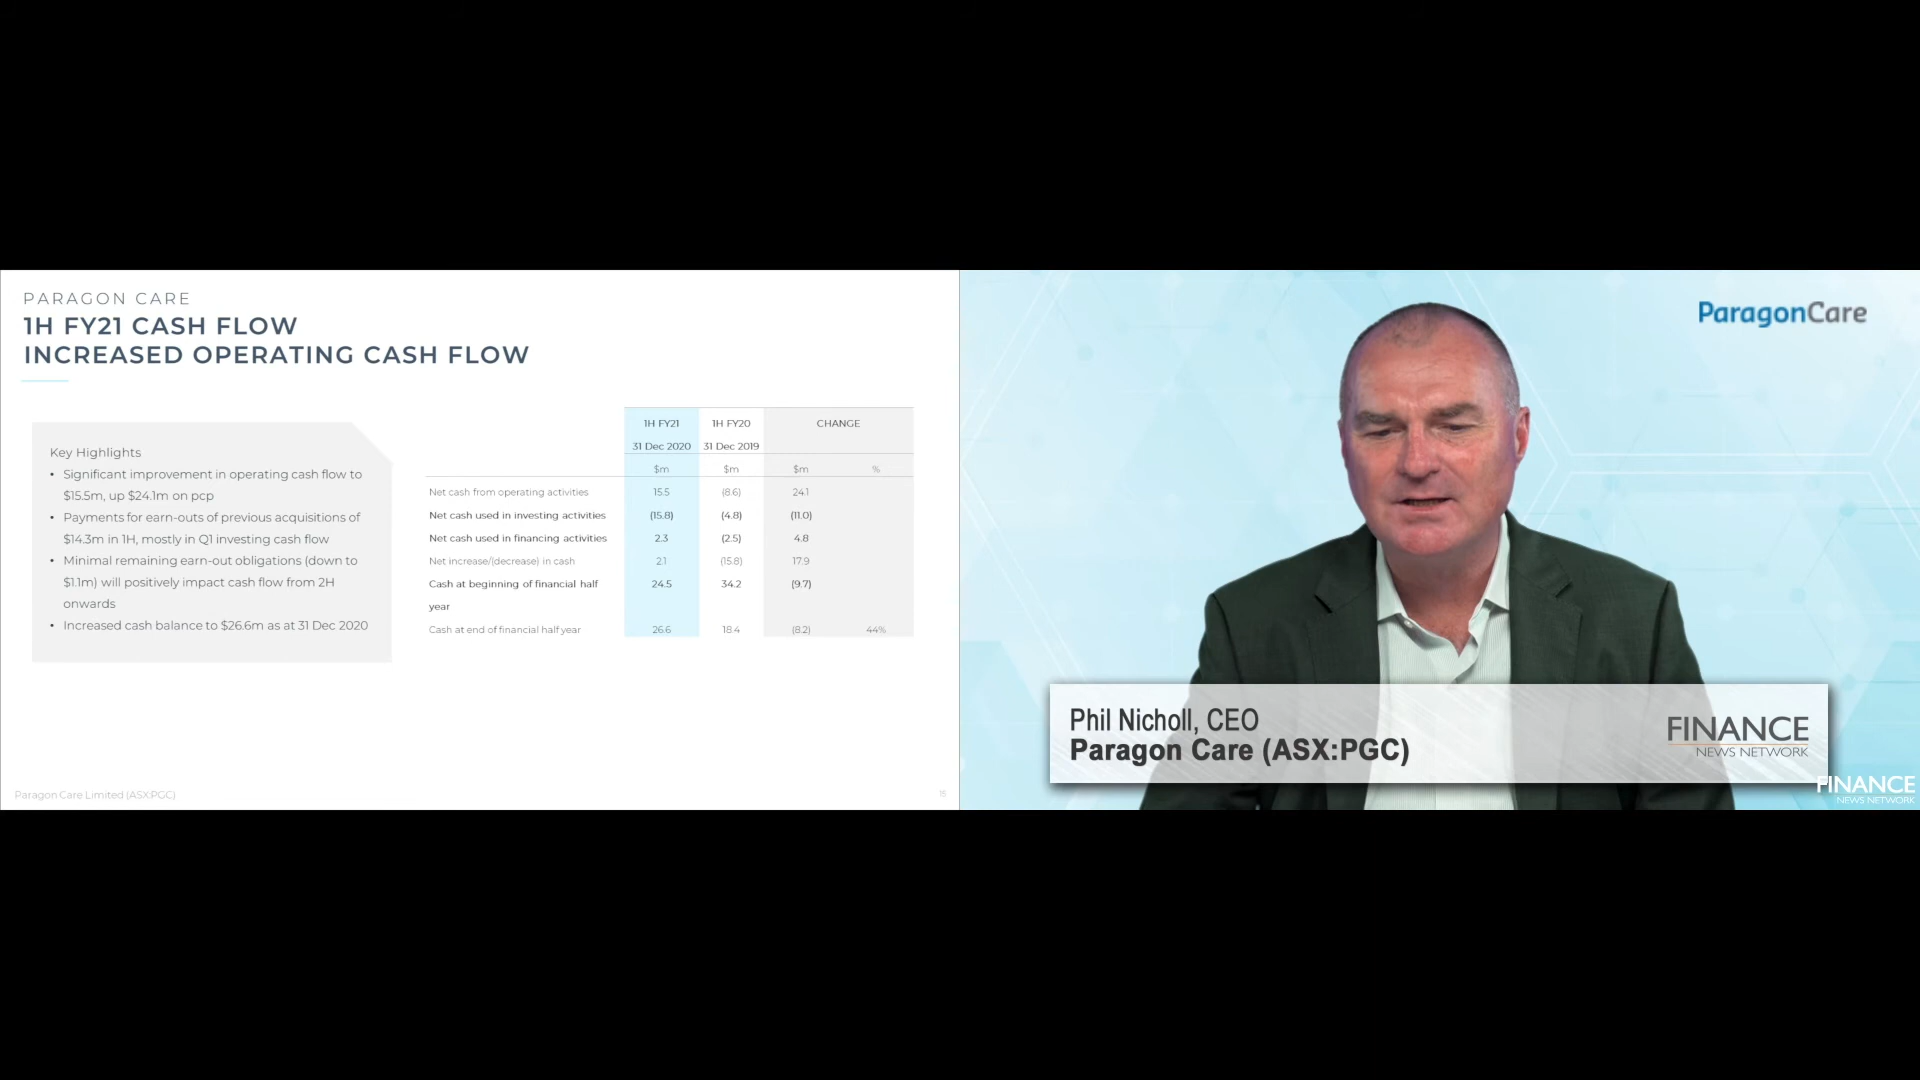 PARAGON CARE
1H FY21 CASH FLOW
INCREASED OPERATING CASH FLOW
Key Highlights
• Significant improvement in operating cash flow to
$15.5m, up $24.1m on pcp
• Payments for earn-outs of previous acquisitions of
$14.3m in 1H, mostly in Q1 investing cash flow
• Minimal remaining earn-out obligations (down to
$1.1m) will positively impact cash flow from 2H
onwards
• Increased cash balance to $26.6m as at 31 Dec 2020
1H FY21 1H FY20 CHANGE
31 Dec 2020 31 Dec 2019
$m $m $m %
Net cash from operating activities 15.5 (8.6) 24.1
Net cash used in investing activities (15.8) (4.8) (11.0)
Net cash used in financing activities 2.3 (2.5) 4.8
Net increase/(decrease) in cash 2.1 (15.8) 17.9
Cash at beginning of financial half 24.5 34.2 (9.7)
year
Cash at end of financial half year 26.6 18.4 (8.2) 44%
Paragon Care Limited (ASX:PGC) 15
ParagonCare
Phil Nicholl, CEO
Paragon Care (ASX:PGC)
FINANCE
NEWS NETWORK
FINANCE
NEWS NETWORK